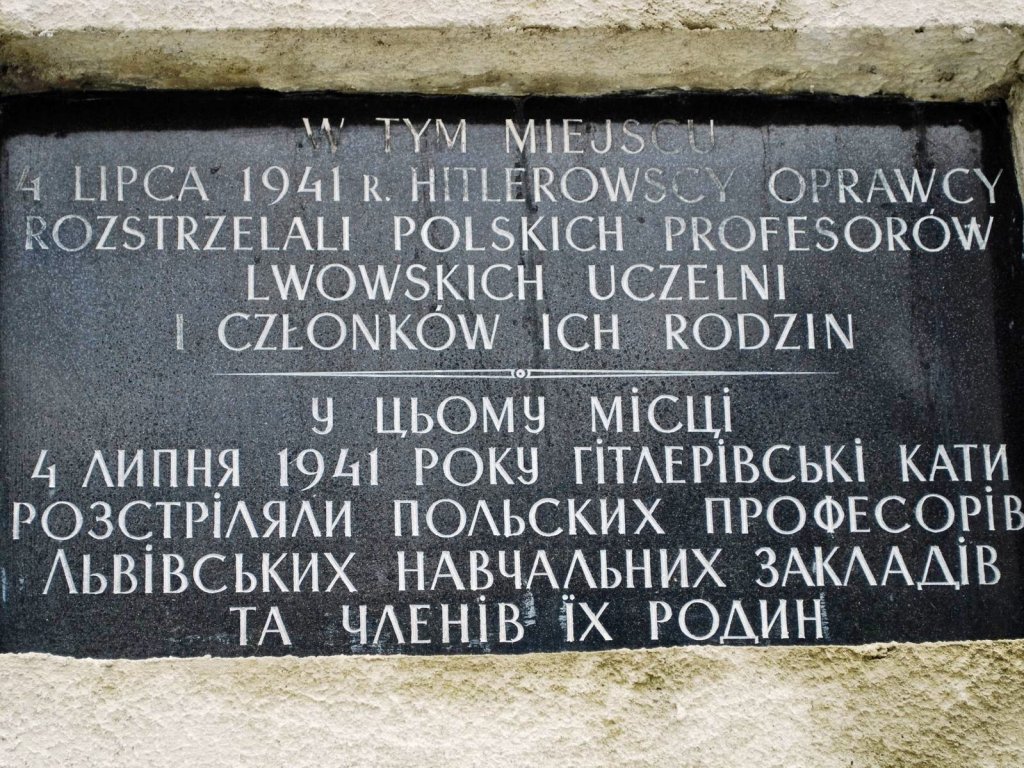 W TYM MIEJSCU
4 LIPCA 1941 R. HITLEROWSCY OPRAWCY
ROZSTRZELALI POLSKICH PROFESORÓW
LWOWSKICH UCZELNI
I CZŁONKÓW ICH RODZIN
У ЦЬОМУ МІСЦІ
4 ЛИПНЯ 1941 РОКУ ГІТЛЕРІВСЬКІ КАТИ
РОЗСТРІЛЯЛИ ПОЛЬСКИХ ПРОФЕСОРІВ
ЛЬВІВСЬКИХ НАВЧАЛЬНИХ ЗАКЛАДІВ
ТА ЧЛЕНІВ ЇХ РОДИН